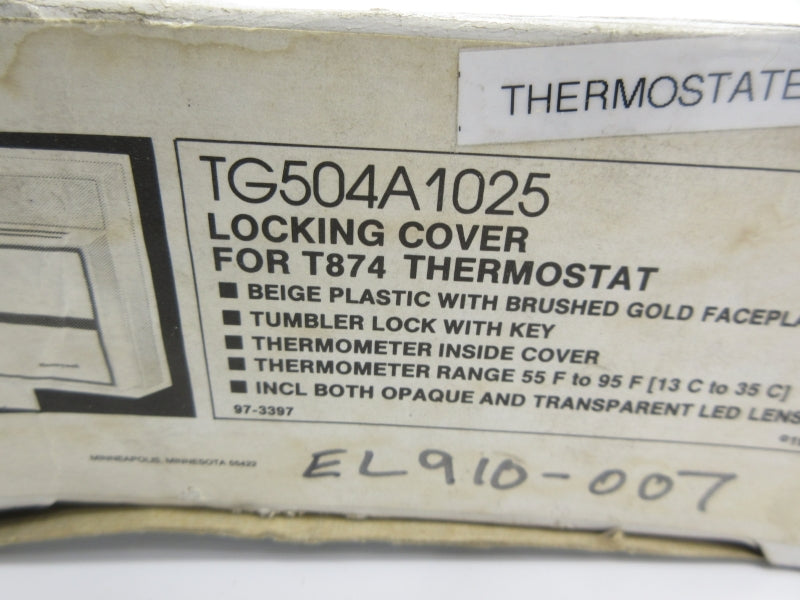 THERMOSTATE
TG504A1025
LOCKING COVER
FOR T874 THERMOSTAT
■ BEIGE PLASTIC WITH BRUSHED GOLD FACEPLA
■ TUMBLER LOCK WITH KEY
■ THERMOMETER INSIDE COVER
■ THERMOMETER RANGE 55 F to 95 F [13 C to 35 C]
■ INCL BOTH OPAQUE AND TRANSPARENT LED LENS
97-3397
MINNEAPOLIS, MINNESOTA 55422
EL910-007